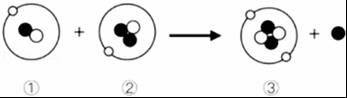 + +
① ② ③